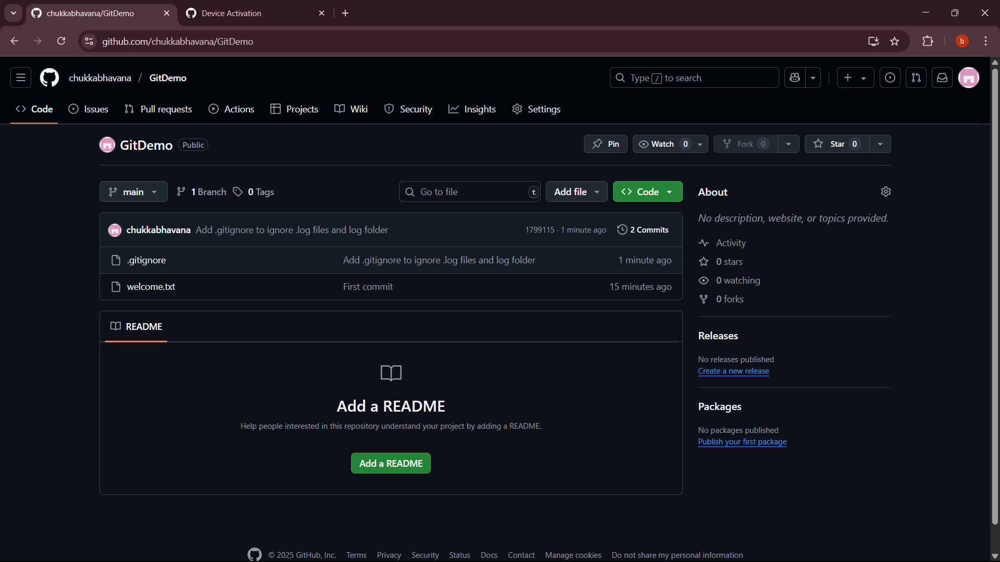 chukkabhavana/GitDemo
Device Activation
github.com/chukkabhavana/GitDemo
b
chukkabhavana / GitDemo
Type / to search
Code
Issues
Pull requests
Actions
Projects
Wiki
Security
Insights
Settings
GitDemo Public
Pin
Watch 0
Fork 0
Star 0
main
1 Branch
0 Tags
Go to file t
Add file
Code
chukkabhavana Add .gitignore to ignore .log files and log folder 1799115 · 1 minute ago 2 Commits
.gitignore Add .gitignore to ignore .log files and log folder 1 minute ago
welcome.txt First commit 15 minutes ago
README
Add a README
Help people interested in this repository understand your project by adding a README.
Add a README
About
No description, website, or topics provided.
Activity
0 stars
0 watching
0 forks
Releases
No releases published
Create a new release
Packages
No packages published
Publish your first package
© 2025 GitHub, Inc. Terms Privacy Security Status Docs Contact Manage cookies Do not share my personal information